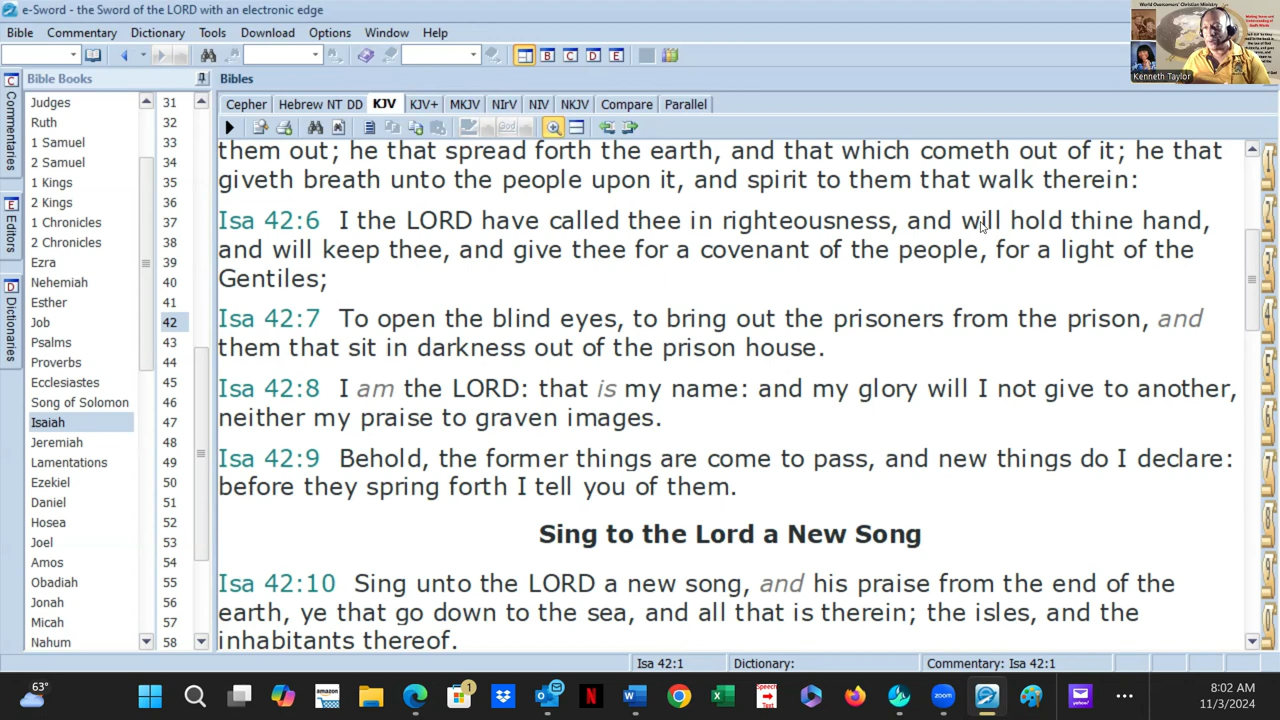 e-Sword - the Sword of the LORD with an electronic edge
World Overcomers' Christian Ministry
Kenneth Taylor
Bible Commentary Dictionary Tools Download Options Window Help
B C D E
Bible Books
Bibles
Commentaries
Editors
Dictionaries
Cepher Hebrew NT DD KJV KJV+ MKJV NIrV NIV NKJV Compare Parallel
Judges 31
Ruth 32
1 Samuel 33
2 Samuel 34
1 Kings 35
2 Kings 36
1 Chronicles 37
2 Chronicles 38
Ezra 39
Nehemiah 40
Esther 41
Job 42
Psalms 43
Proverbs 44
Ecclesiastes 45
Song of Solomon 46
Isaiah 47
Jeremiah 48
Lamentations 49
Ezekiel 50
Daniel 51
Hosea 52
Joel 53
Amos 54
Obadiah 55
Jonah 56
Micah 57
Nahum 58
them out; he that spread forth the earth, and that which cometh out of it; he that
giveth breath unto the people upon it, and spirit to them that walk therein:
Isa 42:6 I the LORD have called thee in righteousness, and will hold thine hand,
and will keep thee, and give thee for a covenant of the people, for a light of the
Gentiles;
Isa 42:7 To open the blind eyes, to bring out the prisoners from the prison, and
them that sit in darkness out of the prison house.
Isa 42:8 I am the LORD: that is my name: and my glory will I not give to another,
neither my praise to graven images.
Isa 42:9 Behold, the former things are come to pass, and new things do I declare:
before they spring forth I tell you of them.
Sing to the Lord a New Song
Isa 42:10 Sing unto the LORD a new song, and his praise from the end of the
earth, ye that go down to the sea, and all that is therein; the isles, and the
inhabitants thereof.
Isa 42:1 Dictionary: Commentary: Isa 42:1
63°
amazon
1
N
Speech
to
Text
zoom
yahoo!
8:02 AM
11/3/2024